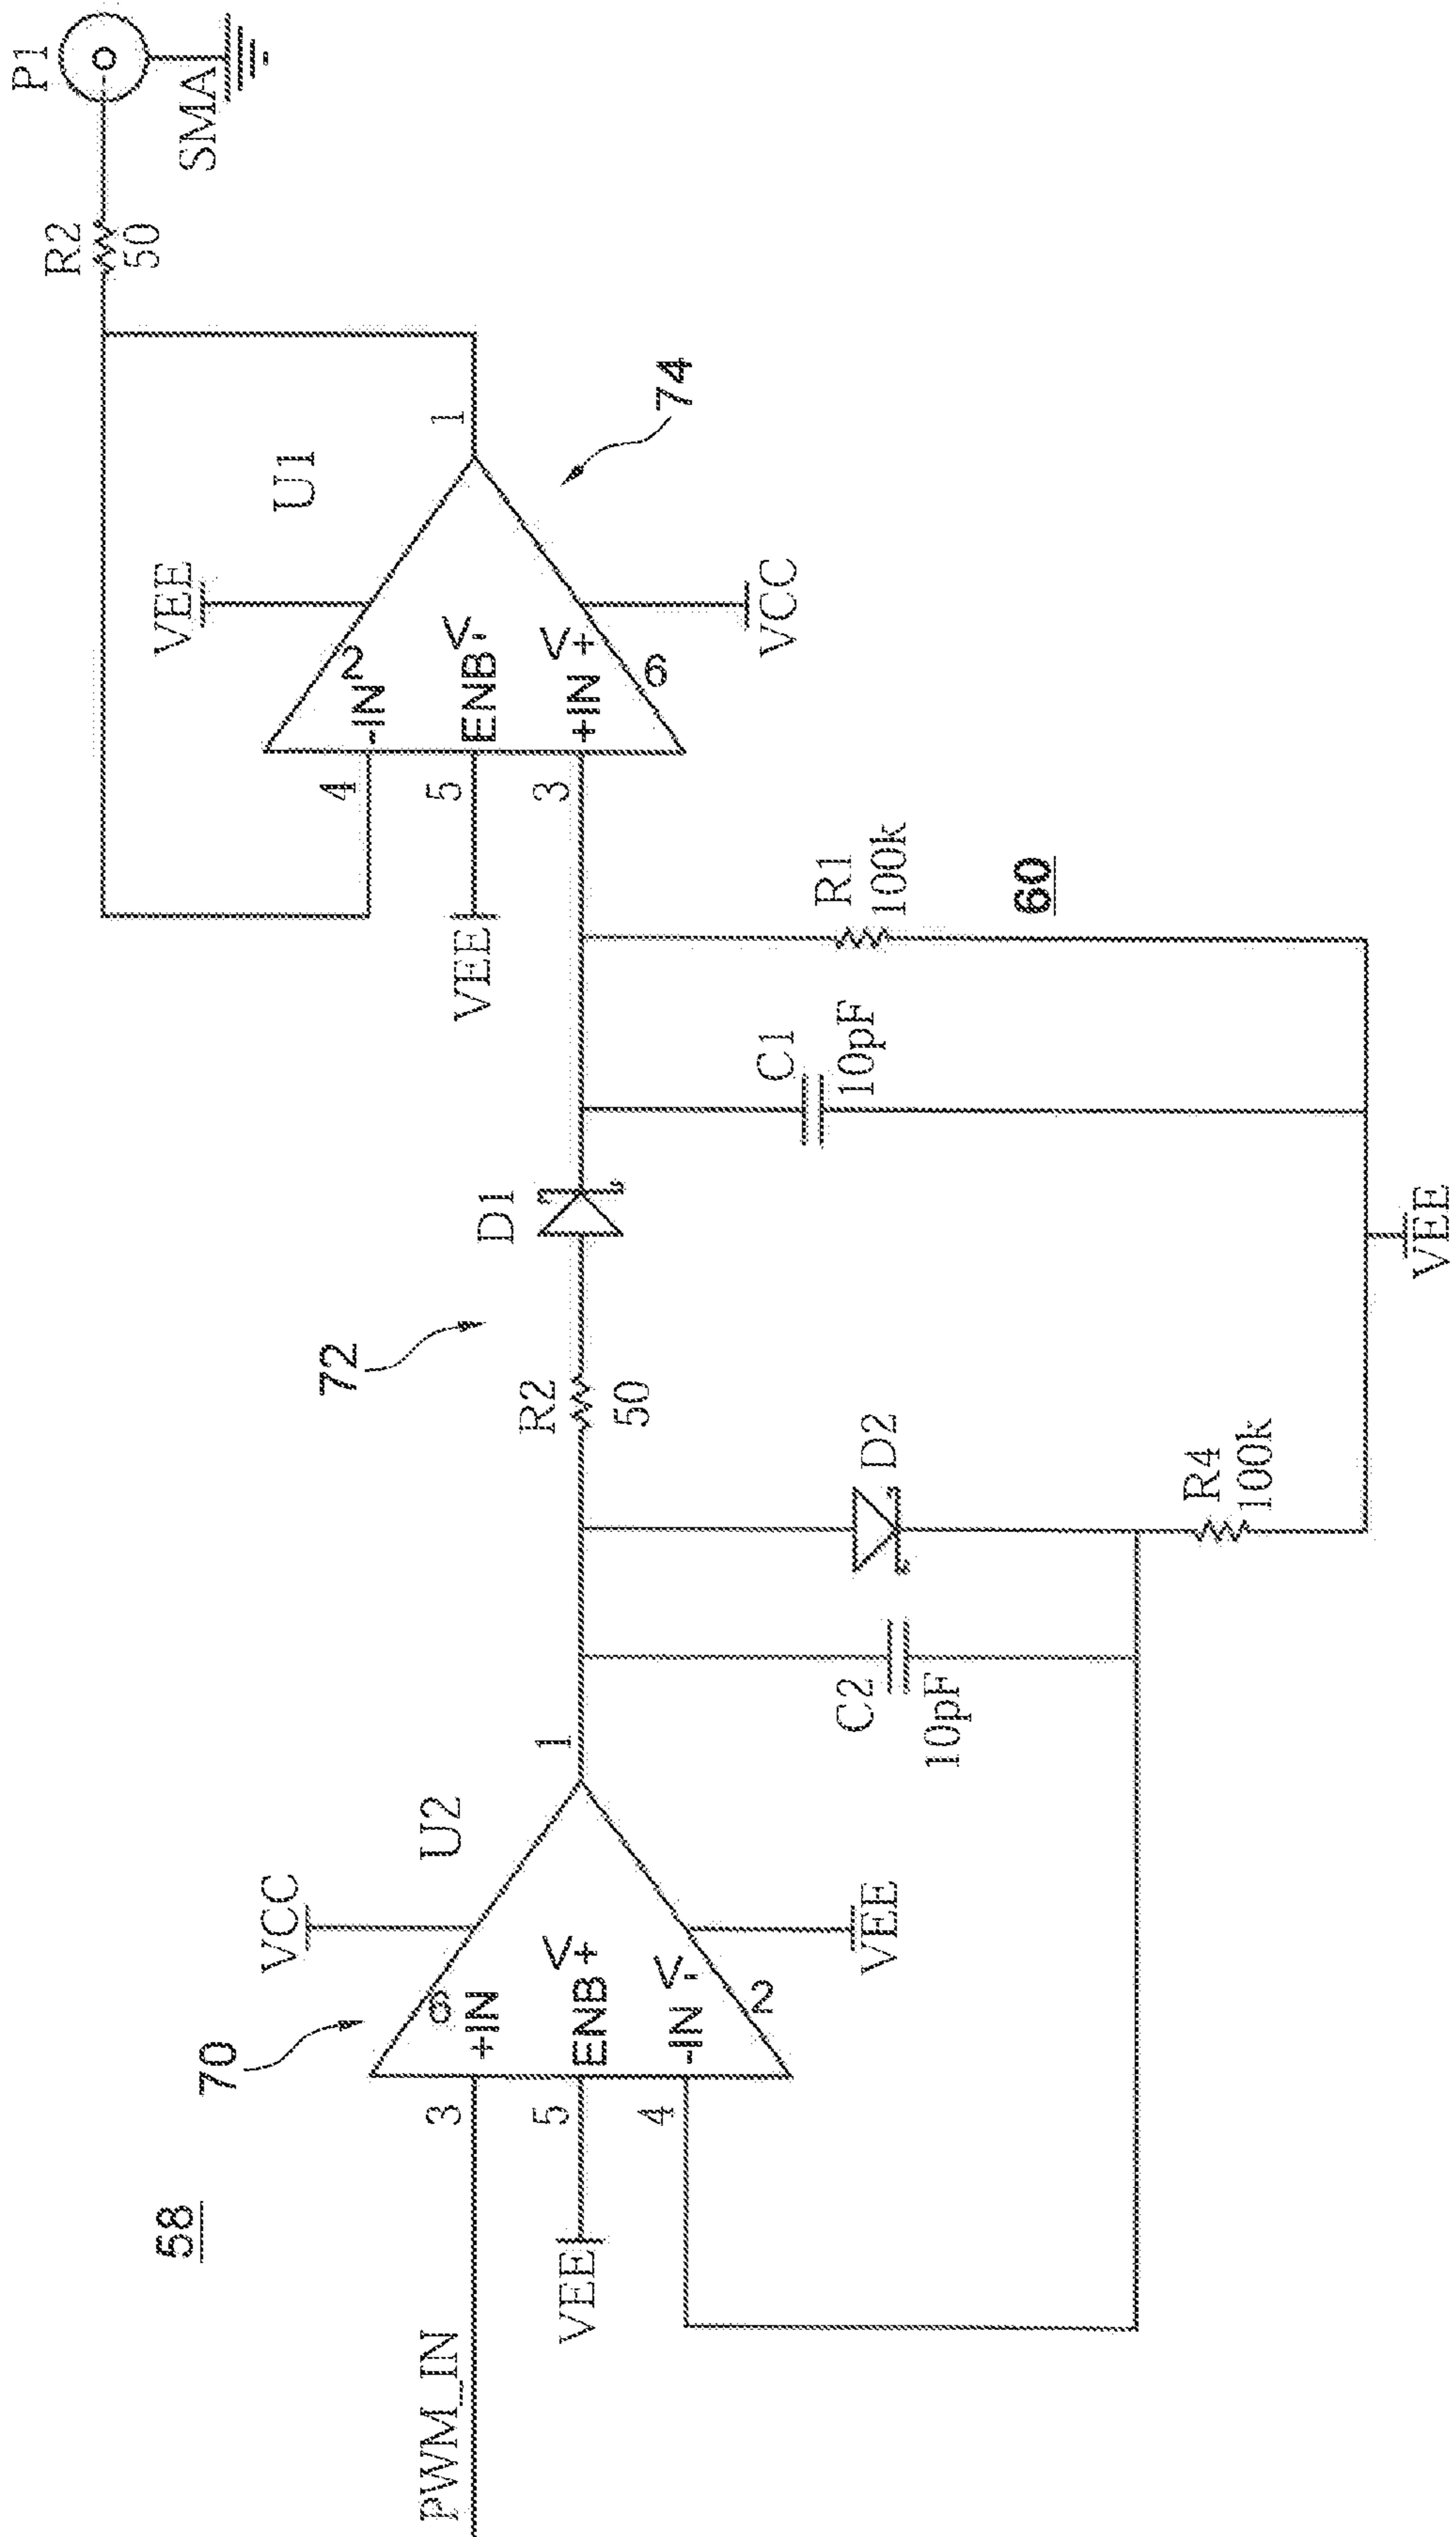 58
PWM_IN
70
VCC
U2
3
6
+IN
V+
5
ENB
VEE
4
-IN
V-
2
VEE
1
C2
10pF
D2
R4
100k
72
R2
50
D1
C1
10pF
R1
100k
60
VEE
VEE
U1
4
2
-IN
V-
5
ENB
VEE
3
+IN
V+
6
VCC
1
74
R2
50
P1
SMA